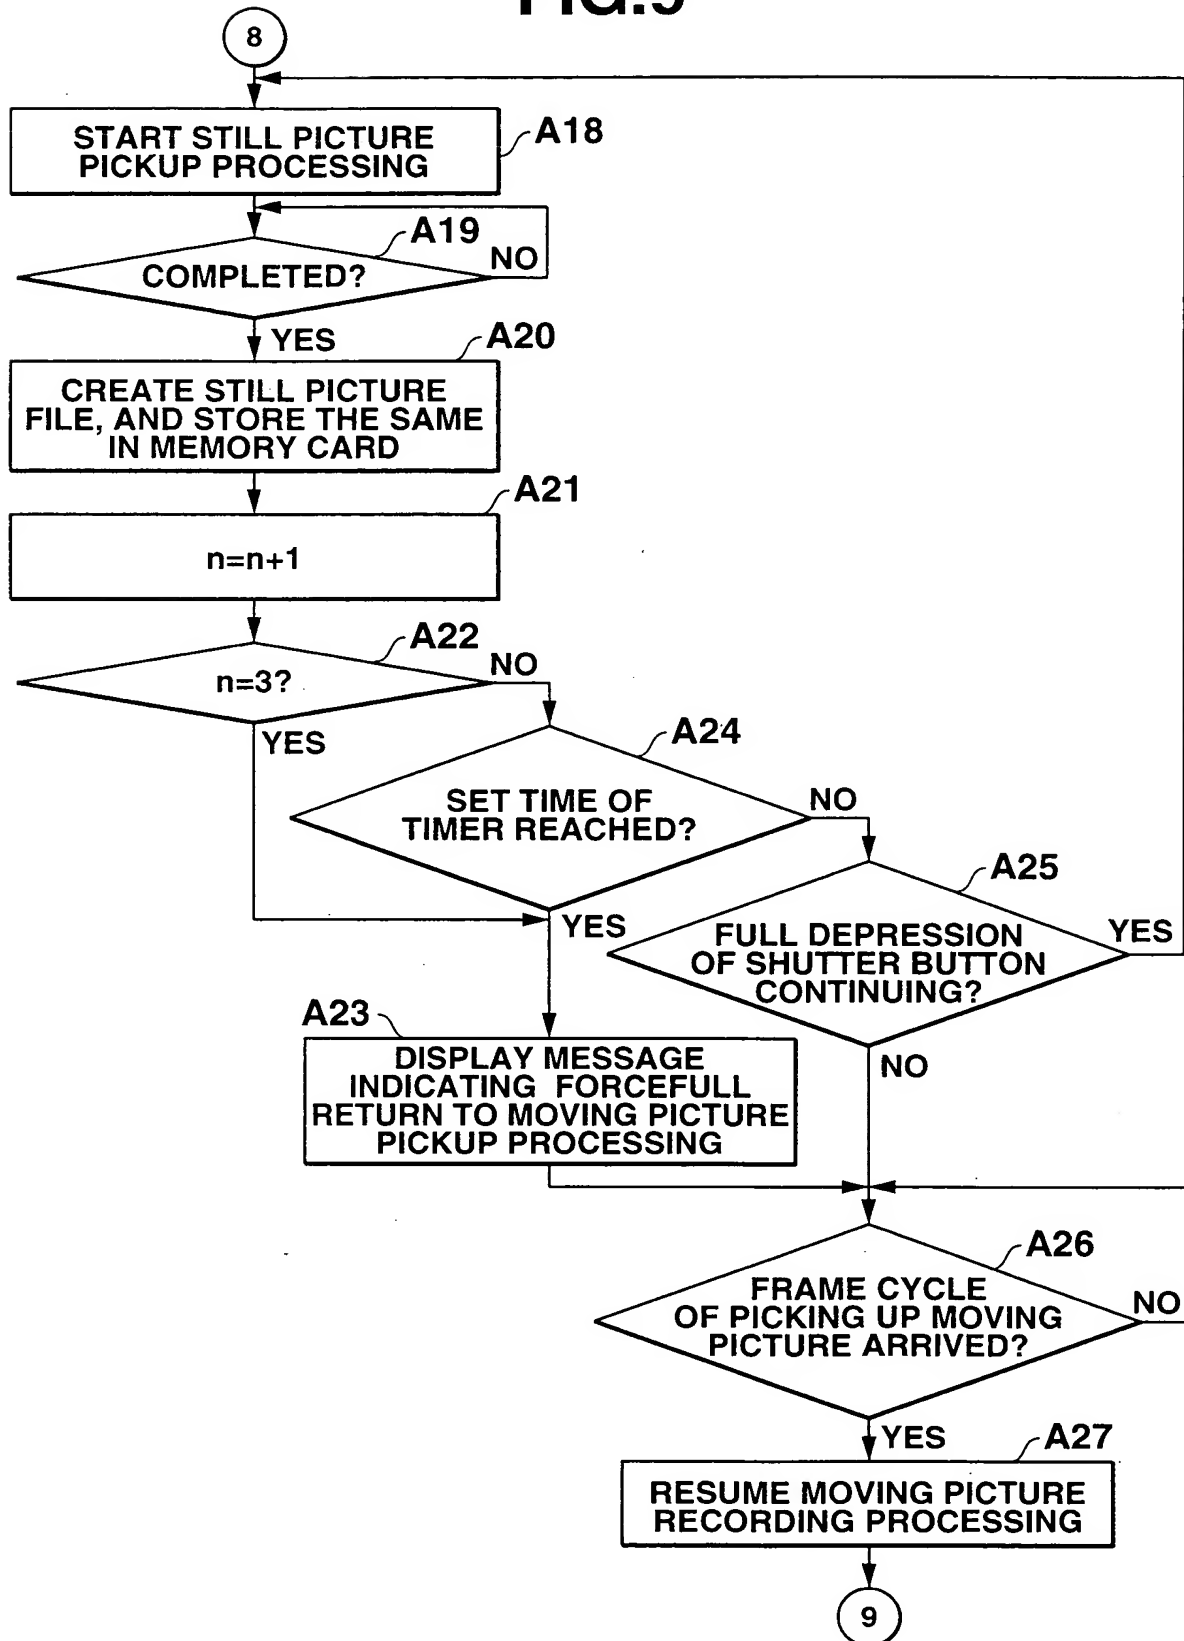 FIG.9
8
START STILL PICTURE
PICKUP PROCESSING
A18
A19
COMPLETED?
NO
YES
A20
CREATE STILL PICTURE
FILE, AND STORE THE SAME
IN MEMORY CARD
A21
n=n+1
A22
n=3?
NO
YES
A24
SET TIME OF
TIMER REACHED?
NO
YES
A25
FULL DEPRESSION
OF SHUTTER BUTTON
CONTINUING?
YES
NO
A23
DISPLAY MESSAGE
INDICATING FORCEFULL
RETURN TO MOVING PICTURE
PICKUP PROCESSING
A26
FRAME CYCLE
OF PICKING UP MOVING
PICTURE ARRIVED?
NO
YES
A27
RESUME MOVING PICTURE
RECORDING PROCESSING
9